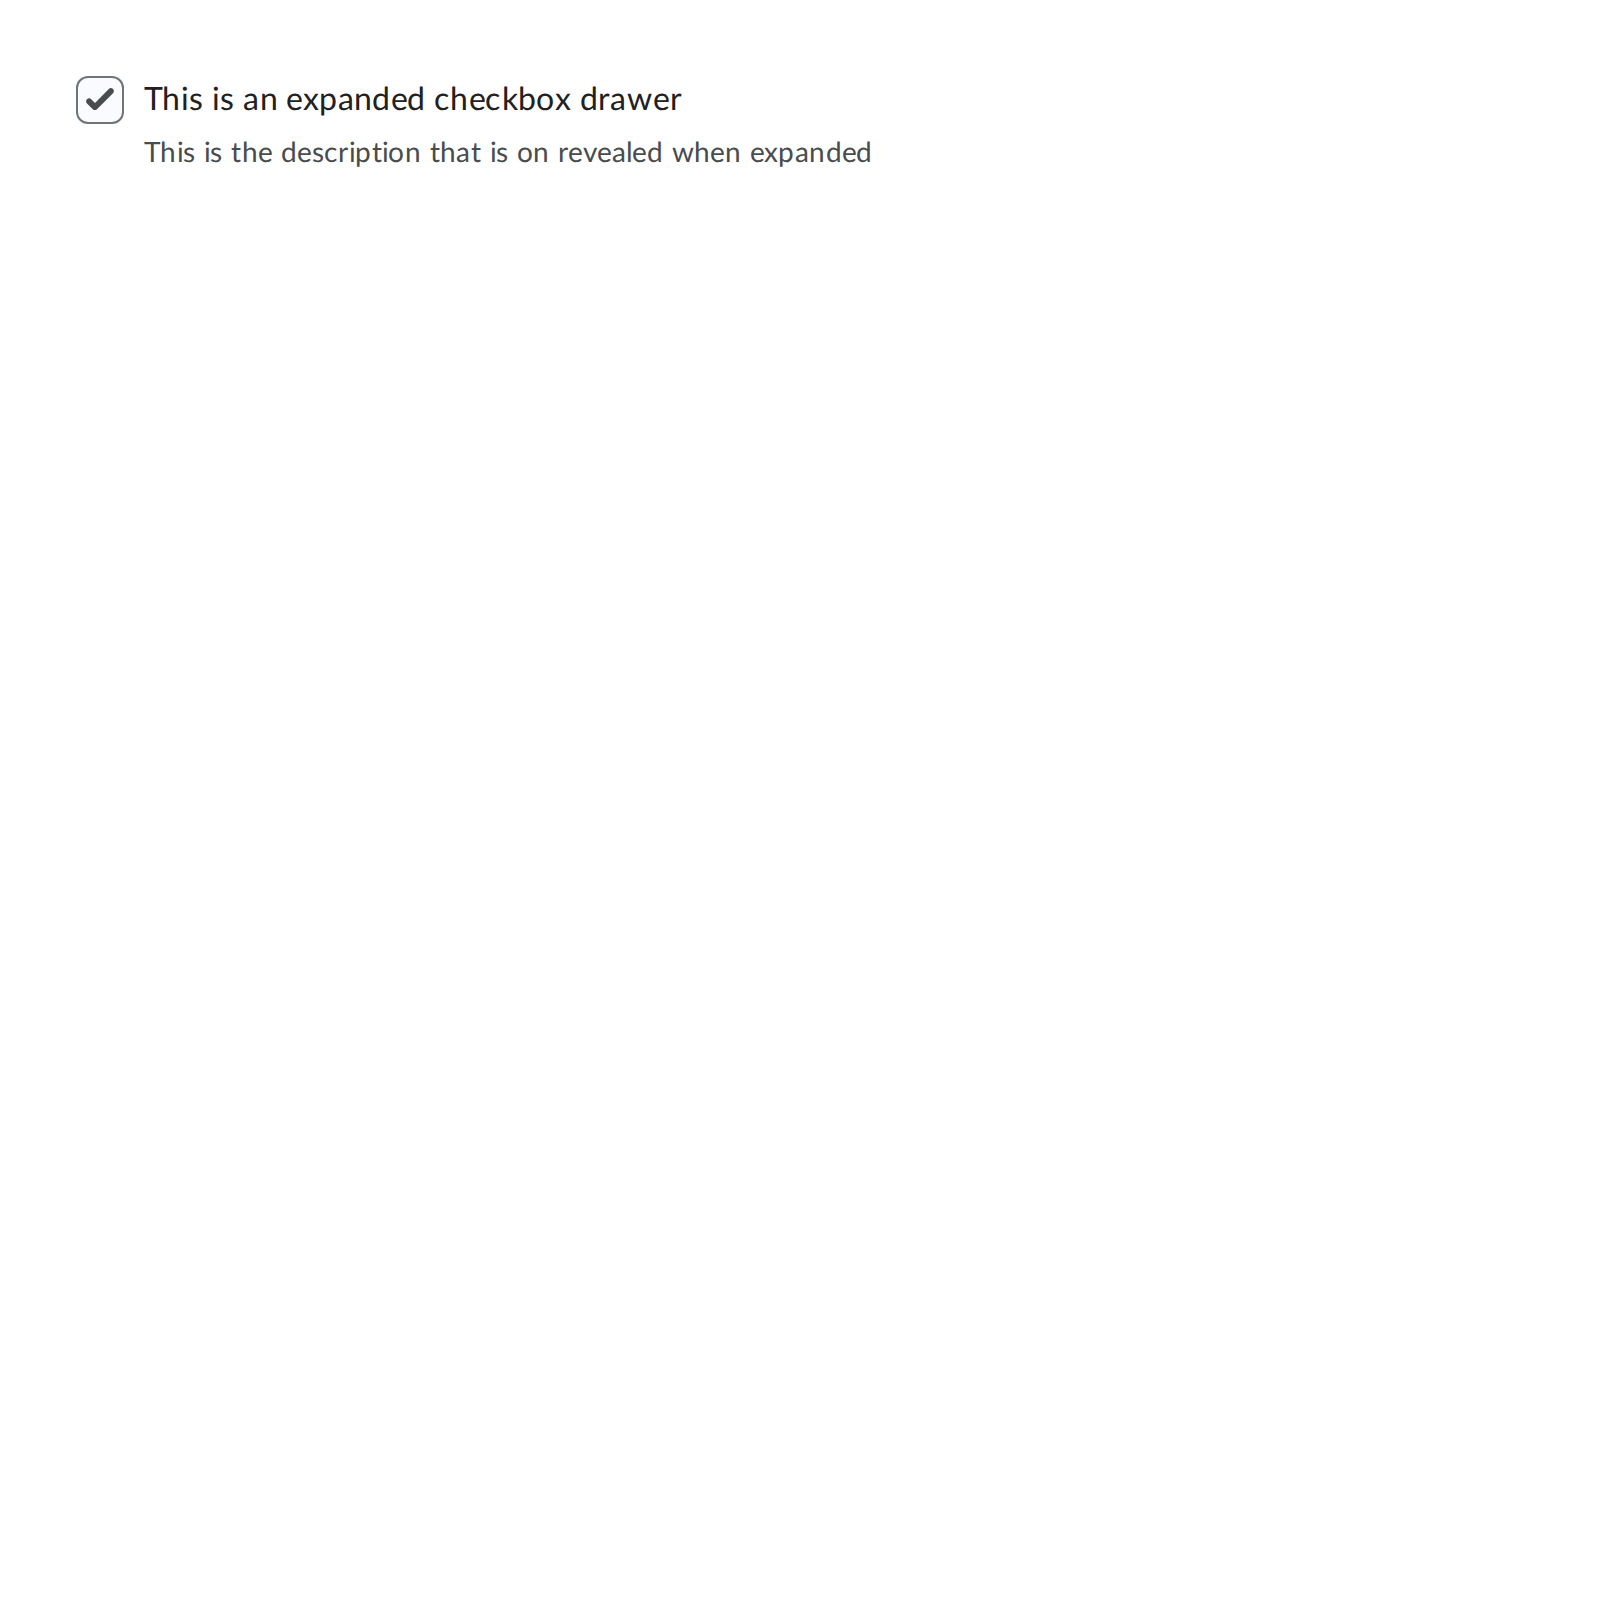 This is an expanded checkbox drawer
This is the description that is on revealed when expanded